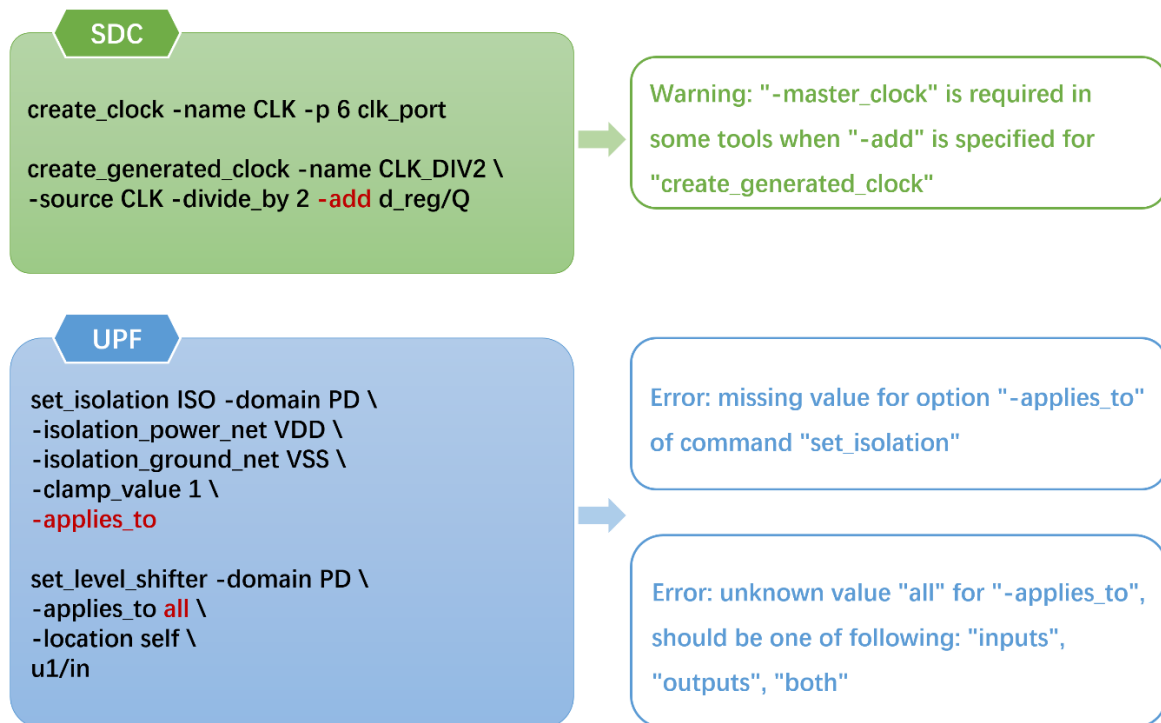 SDC
create_clock -name CLK -p 6 clk_port
create_generated_clock -name CLK_DIV2 \
-source CLK -divide_by 2 -add d_reg/Q
Warning: "-master_clock" is required in
some tools when "-add" is specified for
"create_generated_clock"
UPF
set_isolation ISO -domain PD \
-isolation_power_net VDD \
-isolation_ground_net VSS \
-clamp_value 1 \
-applies_to
set_level_shifter -domain PD \
-applies_to all \
-location self \
u1/in
Error: missing value for option "-applies_to"
of command "set_isolation"
Error: unknown value "all" for "-applies_to",
should be one of following: "inputs",
"outputs", "both"